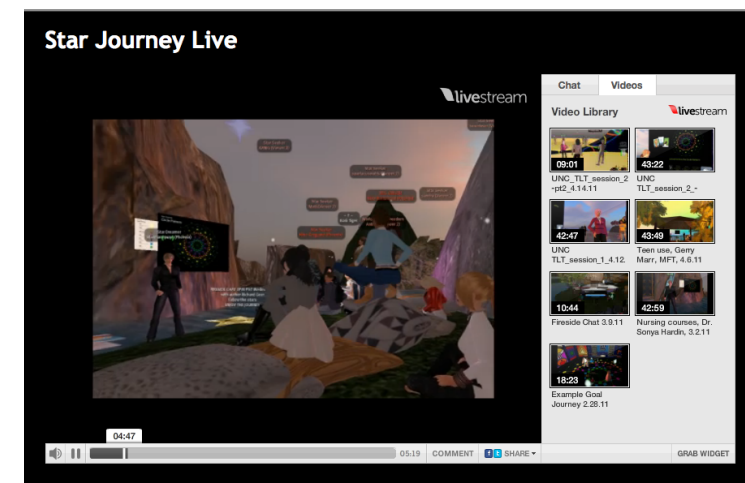 Star Journey Live
livestream
04:47
05:19
COMMENT
SHARE
Chat
Videos
Video Library
livestream
09:01
UNC_TLT_session_2
-pt2_4.14.11
43:22
UNC
TLT_session_2_-
42:47
UNC
TLT_session_1_4.12.
43:49
Teen use, Gerry
Marr, MFT, 4.6.11
10:44
Fireside Chat 3.9.11
42:59
Nursing courses, Dr.
Sonya Hardin, 3.2.11
18:23
Example Goal
Journey 2.28.11
GRAB WIDGET